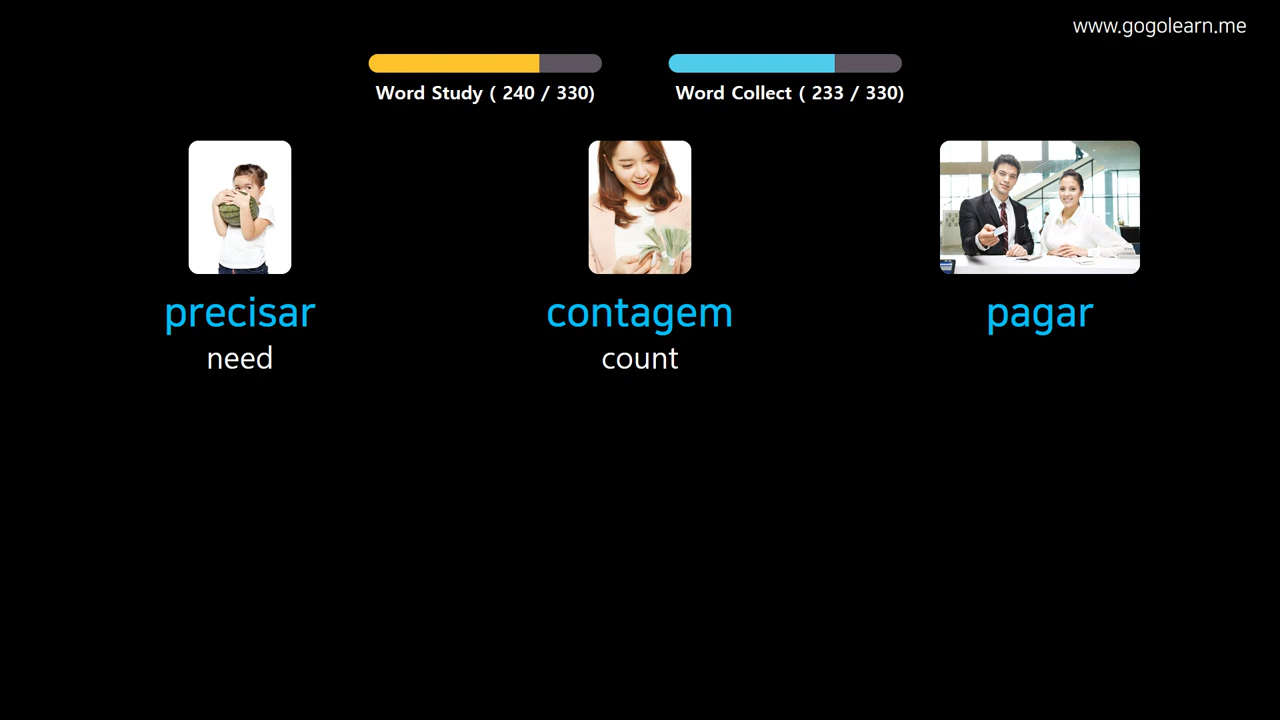 www.gogolearn.me
Word Study ( 240 / 330)
Word Collect ( 233 / 330)
precisar
need
contagem
count
pagar